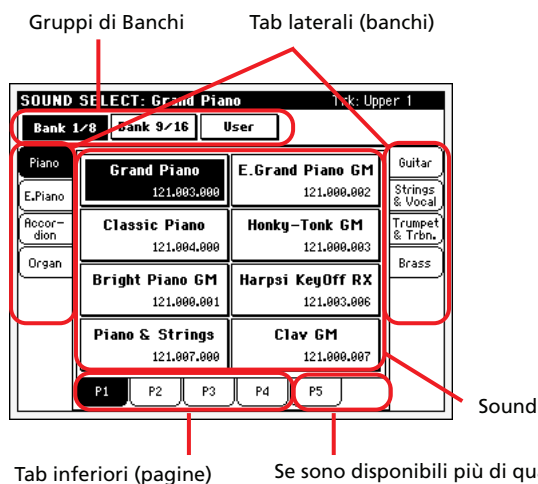 Gruppi di Banchi
Tab laterali (banchi)
SOUND SELECT: Grand Piano Trk: Upper 1
Bank 1/8 Bank 9/16 User
Piano
E.Piano
Accor-
dion
Organ
Grand Piano
121.003.000
E.Grand Piano GM
121.000.002
Classic Piano
121.004.000
Honky-Tonk GM
121.000.003
Bright Piano GM
121.000.001
Harpsi KeyOff RX
121.003.006
Piano & Strings
121.007.000
Clav GM
121.000.007
Guitar
Strings
& Vocal
Trumpet
& Trbn.
Brass
P1 P2 P3 P4 P5
Sound
Tab inferiori (pagine)
Se sono disponibili più di